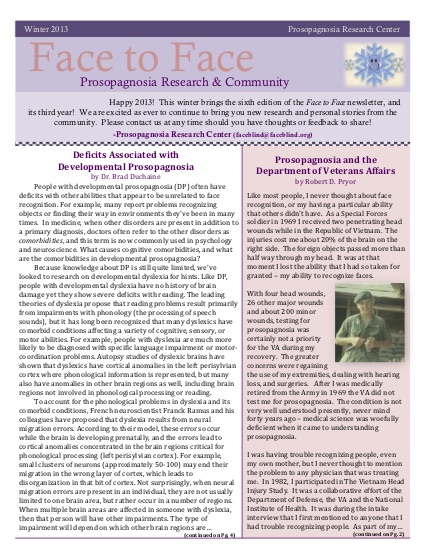 Winter 2013
Prosopagnosia Research Center
Face to Face
Prosopagnosia Research & Community
Happy 2013! This winter brings the sixth edition of the Face to Face newsletter, and
its third year! We are excited as ever to continue to bring you new research and personal stories from the
community. Please contact us at any time should you have thoughts or feedback to share!
-Prosopagnosia Research Center (faceblind@faceblind.org)
Deficits Associated with
Developmental Prosopagnosia
by Dr. Brad Duchaine
People with developmental prosopagnosia (DP) often have
deficits with other abilities that appear to be unrelated to face
recognition. For example, many report problems recognizing
objects or finding their way in environments they've been many
times. In medicine, when other disorders are present in addition to
a primary diagnosis, doctors often refer to the other disorders as
comorbidities, and this term is now commonly used in psychology
and neuroscience. What causes cognitive comorbidities, and what
are the comorbidities in developmental prosopagnosia?
Because knowledge about DP is still quite limited, we've
looked to research on developmental dyslexia for hints. Like DP,
people with developmental dyslexia have no history of brain
damage yet they show severe deficits with reading. The leading
theories of dyslexia propose that reading problems result primarily
from impairments with phonology (the processing of speech
sounds), but it has long been recognized that many dyslexics have
comorbid conditions affecting a variety of cognitive, sensory, or
motor abilities. For example, people with dyslexia are much more
likely to be diagnosed with specific language impairment or motor-
coordination problems. Autopsy studies of dyslexic brains have
shown that dyslexics have cortical anomalies in the left perisylvian
cortex where phonological information is represented, but many
also have anomalies in other brain regions as well, including brain
regions not involved in phonological processing or reading.
To account for the phonological problems in dyslexia and its
comorbid conditions, French neuroscientist Franck Ramus and his
colleagues have proposed that dyslexia results from neural
migration errors. According to their model, these errors occur
while the brain is developing prenatally, and the errors lead to
cortical anomalies concentrated in the brain regions critical for
phonological processing (left perisylvian cortex). For example,
small clusters of neurons (approximately 50-100) may end their
migration in the wrong layer of cortex, which leads to
disorganization in that bit of cortex. Not surprisingly, when neural
migration errors are present in an individual, they are not usually
limited to one brain area, but rather occur in a number of regions.
When multiple brain areas are affected in someone with dyslexia,
then that person will have other impairments. The type of
impairment will depend on which other brain regions are...
(continued on Pg. 4)
Prosopagnosia and the
Department of Veterans Affairs
by Robert D. Pryor
Like most people, I never thought about face
recognition, or my having a particular ability
that others didn't have. As a Special Forces
soldier in 1969 I received two penetrating head
wounds while in the Republic of Vietnam. The
injuries cost me about 20% of the brain on the
right side. The foreign objects passed more than
half way through my head. It was at that
moment I lost the ability that I had so taken for
granted – my ability to recognize faces.
With four head wounds,
26 other major wounds
and about 200 minor
wounds, testing for
prosopagnosia was
certainly not a priority
for the VA during my
recovery. The greater
concerns were regaining
the use of my extremities, dealing with hearing
loss, and surgeries. After I was medically
retired from the Army in 1969 the VA did not
test me for prosopagnosia. The condition is not
very well understood presently, never mind
forty years ago – medical science was woefully
deficient when it came to understanding
prosopagnosia.
I was having trouble recognizing people, even
my own mother, but I never thought to mention
the problem to any physician that was treating
me. In 1982, I participated in The Vietnam Head
Injury Study. It was a collaborative effort of the
Department of Defense, the VA and the National
Institute of Health. It was during the intake
interview that I first mentioned to anyone that I
had trouble recognizing people. As part of my...
(continued on Pg. 2)